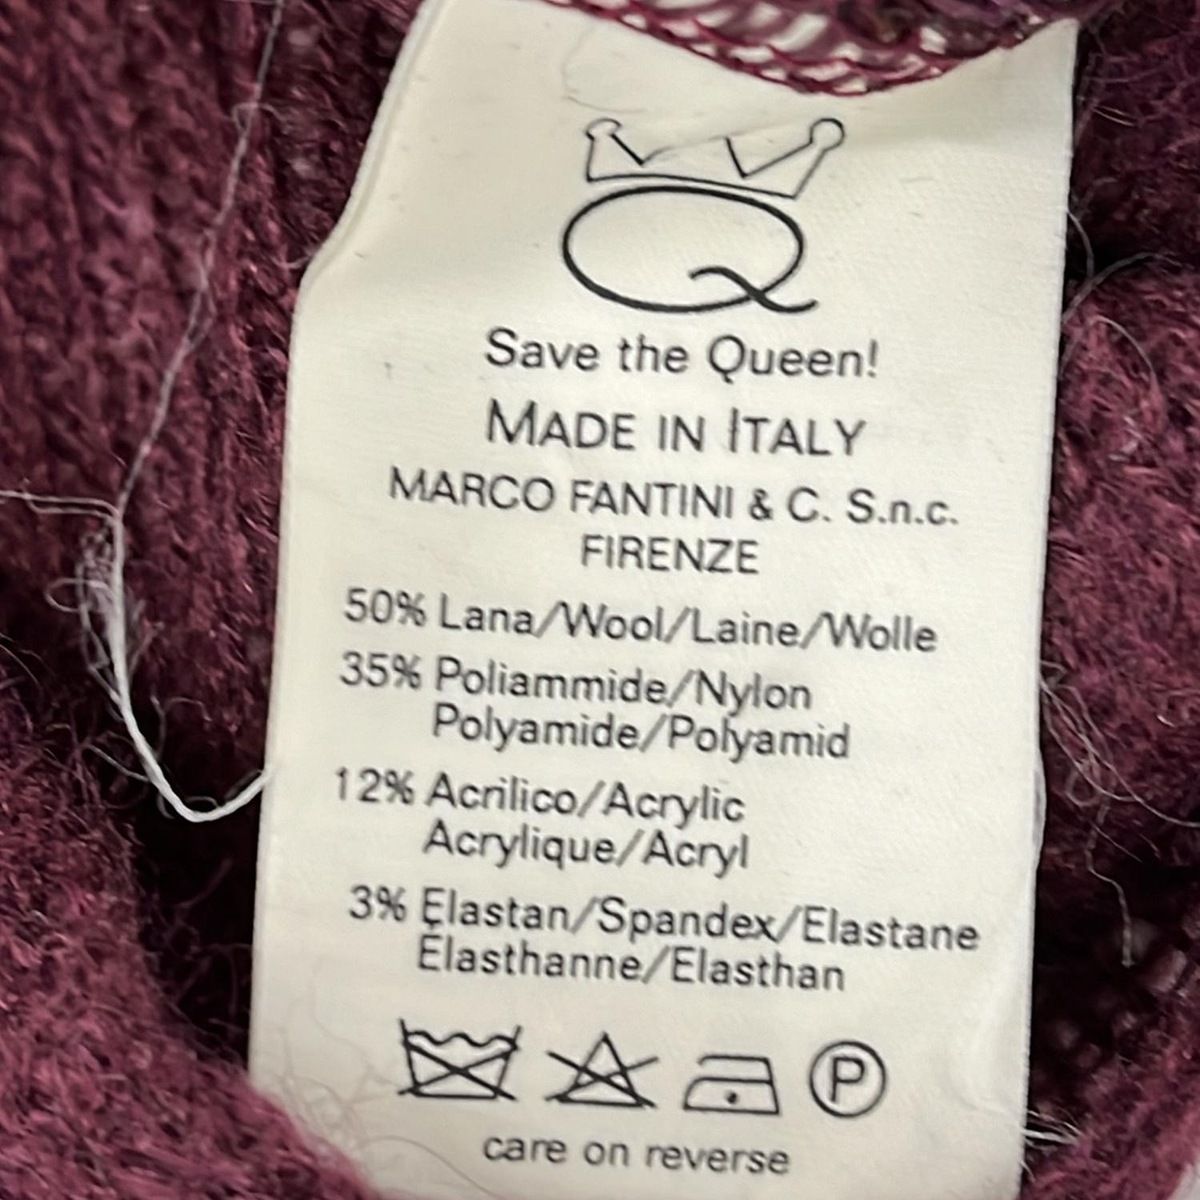 Q
Save the Queen!
MADE IN ITALY
MARCO FANTINI & C. S.n.c.
FIRENZE
50% Lana/Wool/Laine/Wolle
35% Poliammide/Nylon
Polyamide/Polyamid
12% Acrilico/Acrylic
Acrylique/Acryl
3% Elastan/Spandex/Elastane
Élasthanne/Elasthan
P
care on reverse